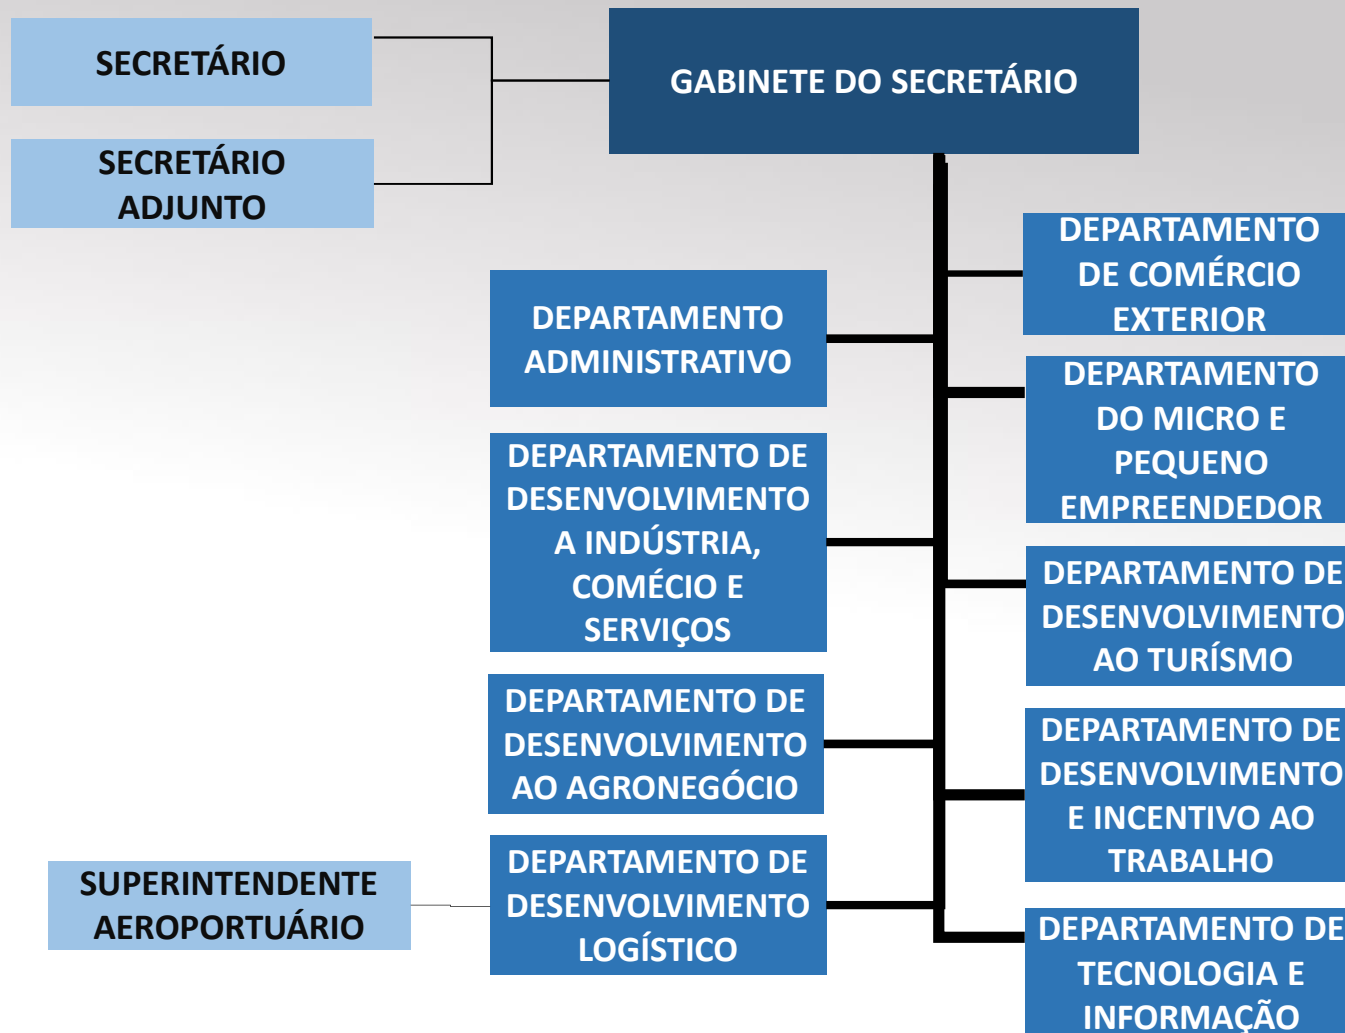 SECRETÁRIO
SECRETÁRIO
ADJUNTO
GABINETE DO SECRETÁRIO
DEPARTAMENTO
ADMINISTRATIVO
DEPARTAMENTO DE
DESENVOLVIMENTO
A INDÚSTRIA,
COMÉCIO E
SERVIÇOS
DEPARTAMENTO DE
DESENVOLVIMENTO
AO AGRONEGÓCIO
DEPARTAMENTO DE
DESENVOLVIMENTO
LOGÍSTICO
SUPERINTENDENTE
AEROPORTUÁRIO
DEPARTAMENTO
DE COMÉRCIO
EXTERIOR
DEPARTAMENTO
DO MICRO E
PEQUENO
EMPREENDEDOR
DEPARTAMENTO DE
DESENVOLVIMENTO
AO TURÍSMO
DEPARTAMENTO DE
DESENVOLVIMENTO
E INCENTIVO AO
TRABALHO
DEPARTAMENTO DE
TECNOLOGIA E
INFORMAÇÃO